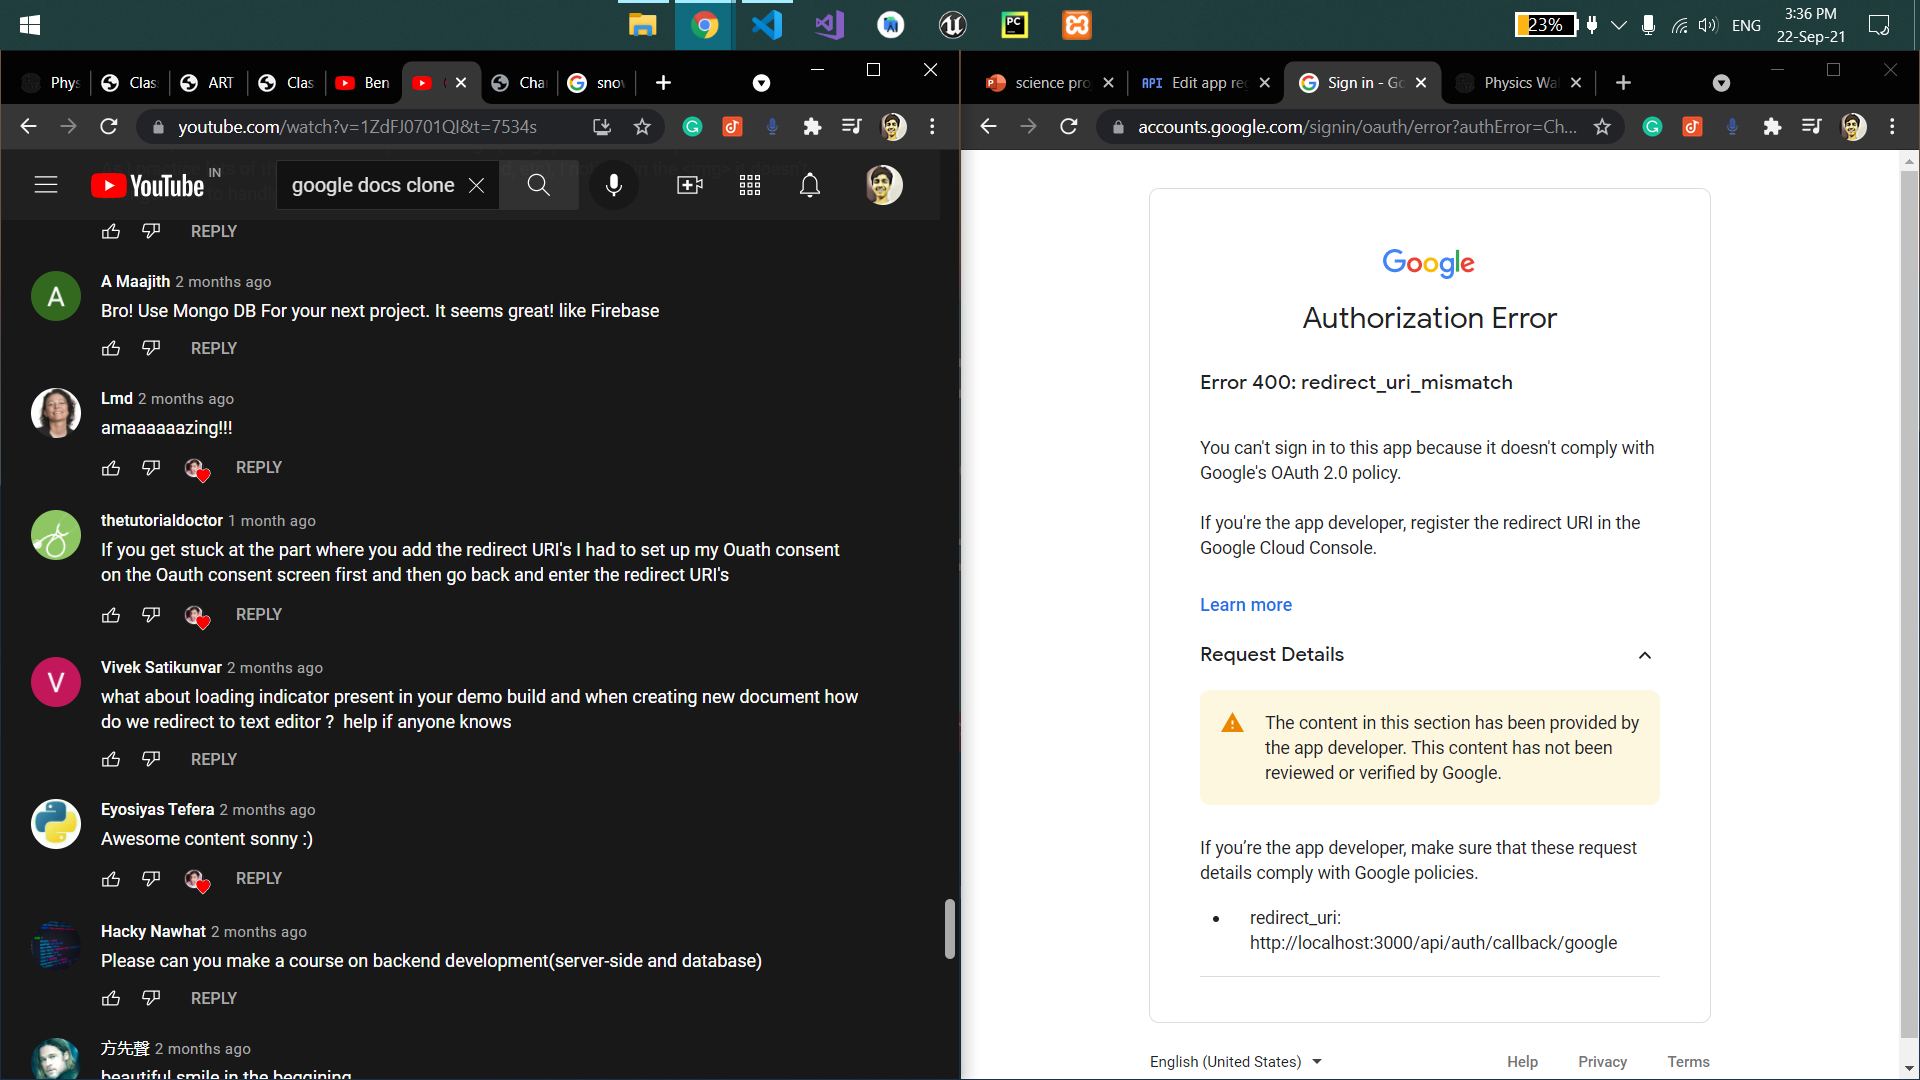 23%
ENG
3:36 PM
22-Sep-21
PC
Phys
Clas
ART
Clas
Ben
Cha
snov
youtube.com/watch?v=1ZdFJ0701QI&t=7534s
YouTube IN
google docs clone
REPLY
A
A Maajith 2 months ago
Bro! Use Mongo DB For your next project. It seems great! like Firebase
REPLY
Lmd 2 months ago
amaaaaaazing!!!
REPLY
thetutorialdoctor 1 month ago
If you get stuck at the part where you add the redirect URI's I had to set up my Ouath consent
on the Oauth consent screen first and then go back and enter the redirect URI's
REPLY
V
Vivek Satikunvar 2 months ago
what about loading indicator present in your demo build and when creating new document how
do we redirect to text editor ? help if anyone knows
REPLY
Eyosiyas Tefera 2 months ago
Awesome content sonny :)
REPLY
Hacky Nawhat 2 months ago
Please can you make a course on backend development(server-side and database)
REPLY
方先聲 2 months ago
beautiful smile in the beggining
science pro
API Edit app reg
Sign in - Go
Physics Wal
accounts.google.com/signin/oauth/error?authError=Ch...
Google
Authorization Error
Error 400: redirect_uri_mismatch
You can't sign in to this app because it doesn't comply with
Google's OAuth 2.0 policy.
If you're the app developer, register the redirect URI in the
Google Cloud Console.
Learn more
Request Details
The content in this section has been provided by
the app developer. This content has not been
reviewed or verified by Google.
If you’re the app developer, make sure that these request
details comply with Google policies.
redirect_uri:
http://localhost:3000/api/auth/callback/google
English (United States)
Help
Privacy
Terms